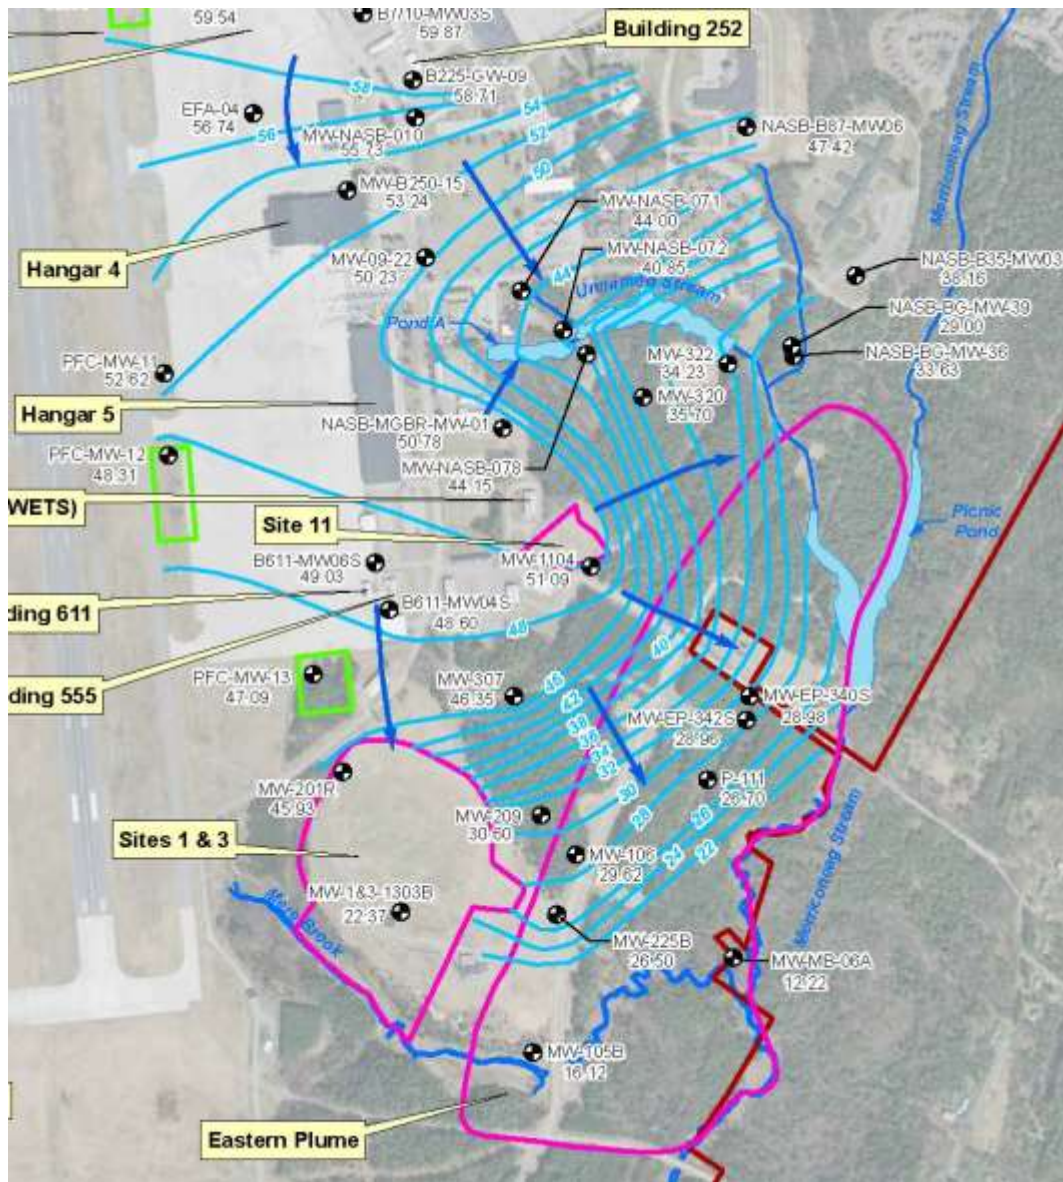 59.54
B7/10-MW03S
59.87
Building 252
B225-GW-09
58.71
58
54
EFA-04
56.74
56
MW-NASB-010
55.73
52
NASB-B87-MW06
47.42
50
MW-B250-15
53.24
MW-NASB-071
44.00
Merriconeag Stream
Hangar 4
MW-09-22
50.23
MW-NASB-072
40.85
44
Unnamed Stream
NASB-B35-MW03
36.16
NASB-BG-MW-39
29.00
Pond A
PFC-MW-11
52.62
MW-322
34.23
NASB-BG-MW-36
33.63
Hangar 5
MW-320
35.70
NASB-MGBR-MW-01
50.78
PFC-MW-12
48.31
MW-NASB-078
44.15
WETS)
Site 11
Picnic
Pond
B611-MW06S
49.03
MW-1104
51.09
ding 611
B611-MW04S
48.60
48
40
ding 555
PFC-MW-13
47.09
MW-307
46.35
46
42
MW-EP-340S
28.98
38
36
MW-EP-342S
28.96
34
32
MW-201R
45.93
30
P-111
26.70
28
26
MW-209
30.60
24
22
Sites 1 & 3
MW-106
29.62
Merriconeag Stream
MW-1&3-1303B
22.37
Mere Brook
MW-225B
26.50
MW-MB-06A
12.22
MW-105B
16.12
Eastern Plume